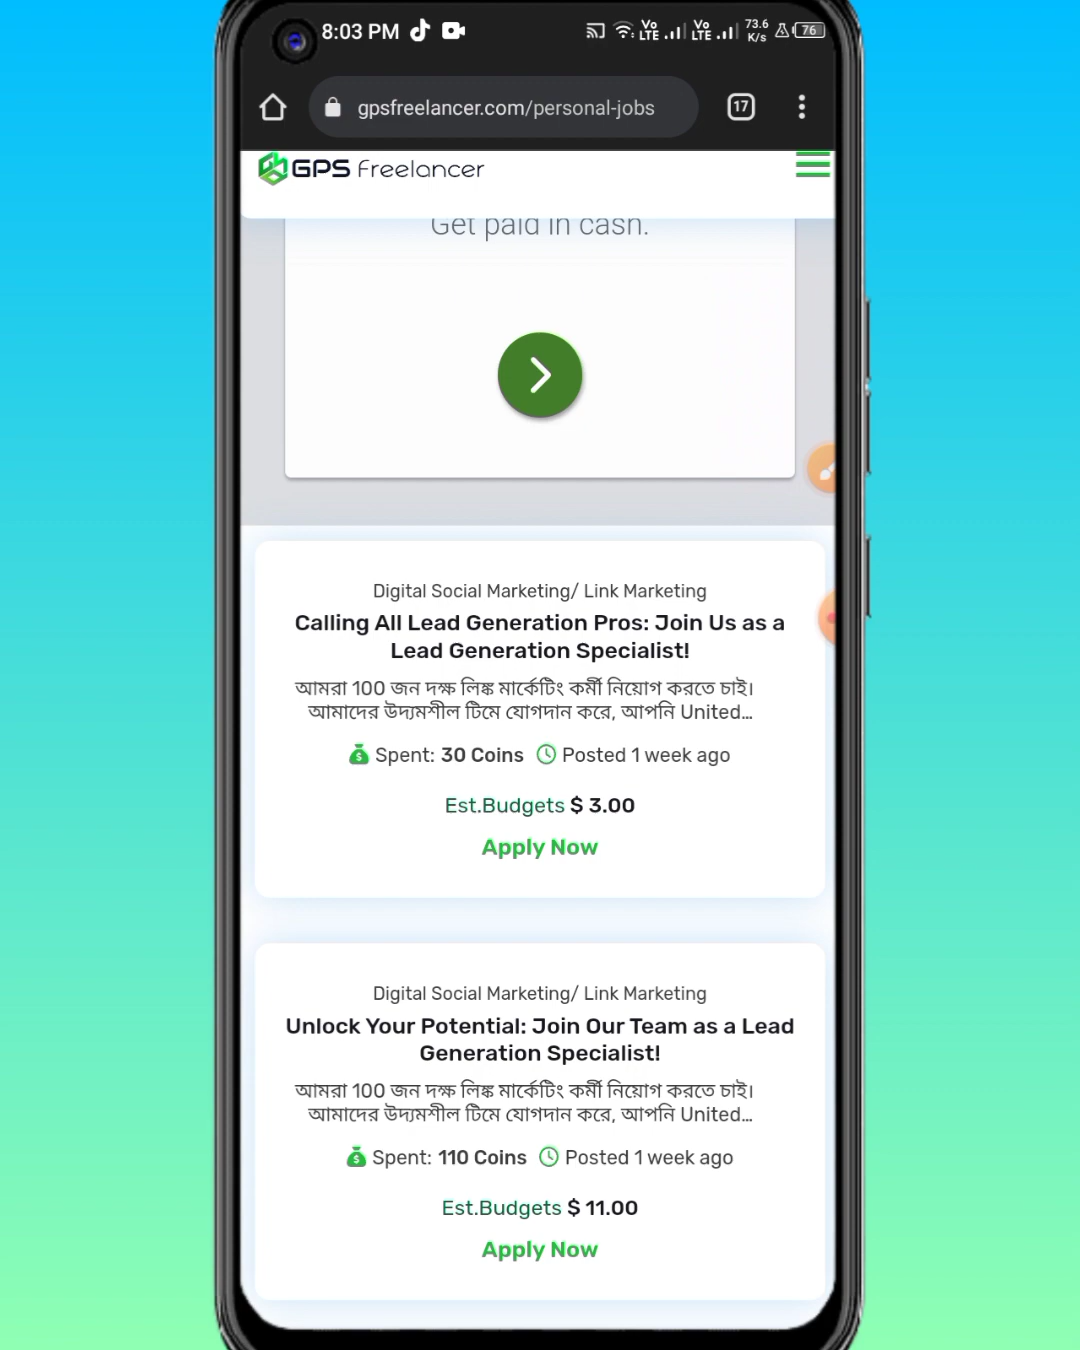 8:03 PM
Vo LTE
Vo LTE
73.6 K/s
76
gpsfreelancer.com/personal-jobs
17
GPS Freelancer
Get paid in cash.
Digital Social Marketing/ Link Marketing
Calling All Lead Generation Pros: Join Us as a
Lead Generation Specialist!
আমরা 100 জন দক্ষ লিঙ্ক মার্কেটিং কর্মী নিয়োগ করতে চাই।
আমাদের উদ্যমশীল টিমে যোগদান করে, আপনি United...
Spent: 30 Coins Posted 1 week ago
Est.Budgets $ 3.00
Apply Now
Digital Social Marketing/ Link Marketing
Unlock Your Potential: Join Our Team as a Lead
Generation Specialist!
আমরা 100 জন দক্ষ লিঙ্ক মার্কেটিং কর্মী নিয়োগ করতে চাই।
আমাদের উদ্যমশীল টিমে যোগদান করে, আপনি United...
Spent: 110 Coins Posted 1 week ago
Est.Budgets $ 11.00
Apply Now